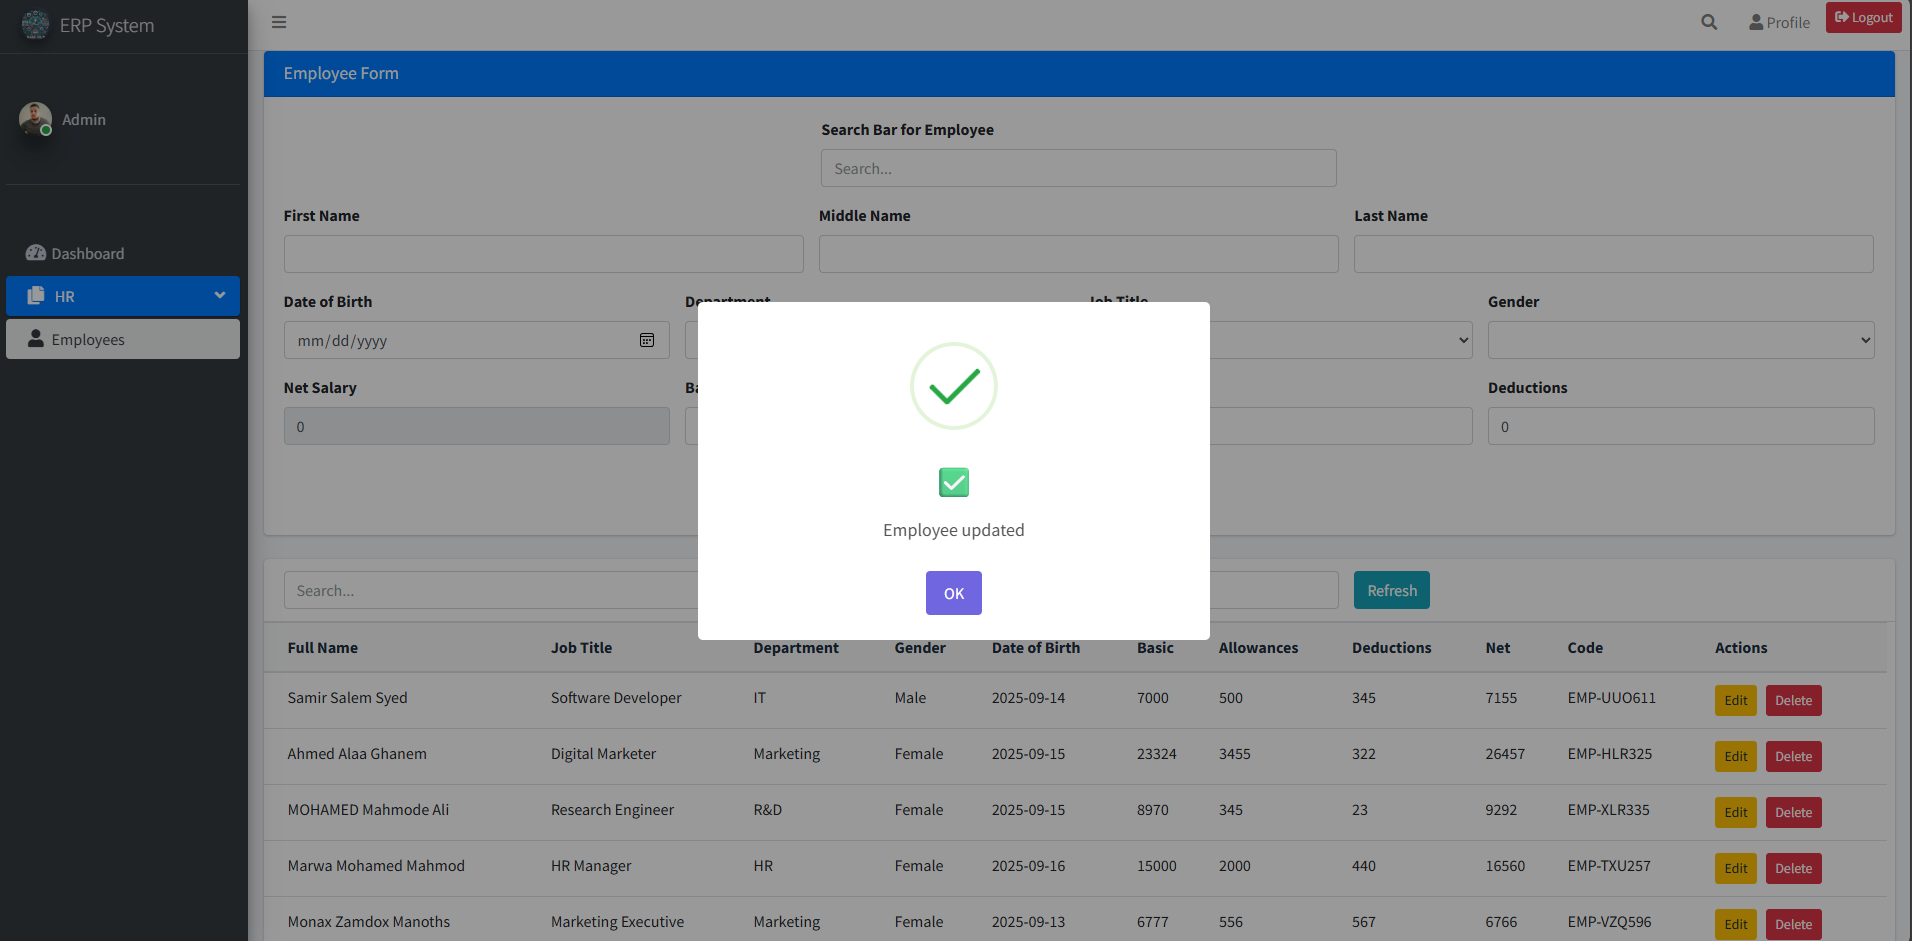 ERP System
Profile
Logout
Employee Form
Admin
Search Bar for Employee
Search...
First Name Middle Name Last Name
Dashboard
HR
Employees
Date of Birth Department Job Title Gender
mm/dd/yyyy
Net Salary Ba Deductions
0 0
✅
Employee updated
OK
Search... Refresh
Full Name Job Title Department Gender Date of Birth Basic Allowances Deductions Net Code Actions
Samir Salem Syed Software Developer IT Male 2025-09-14 7000 500 345 7155 EMP-UUO611 Edit Delete
Ahmed Alaa Ghanem Digital Marketer Marketing Female 2025-09-15 23324 3455 322 26457 EMP-HLR325 Edit Delete
MOHAMED Mahmode Ali Research Engineer R&D Female 2025-09-15 8970 345 23 9292 EMP-XLR335 Edit Delete
Marwa Mohamed Mahmod HR Manager HR Female 2025-09-16 15000 2000 440 16560 EMP-TXU257 Edit Delete
Monax Zamdox Manoths Marketing Executive Marketing Female 2025-09-13 6777 556 567 6766 EMP-VZQ596 Edit Delete